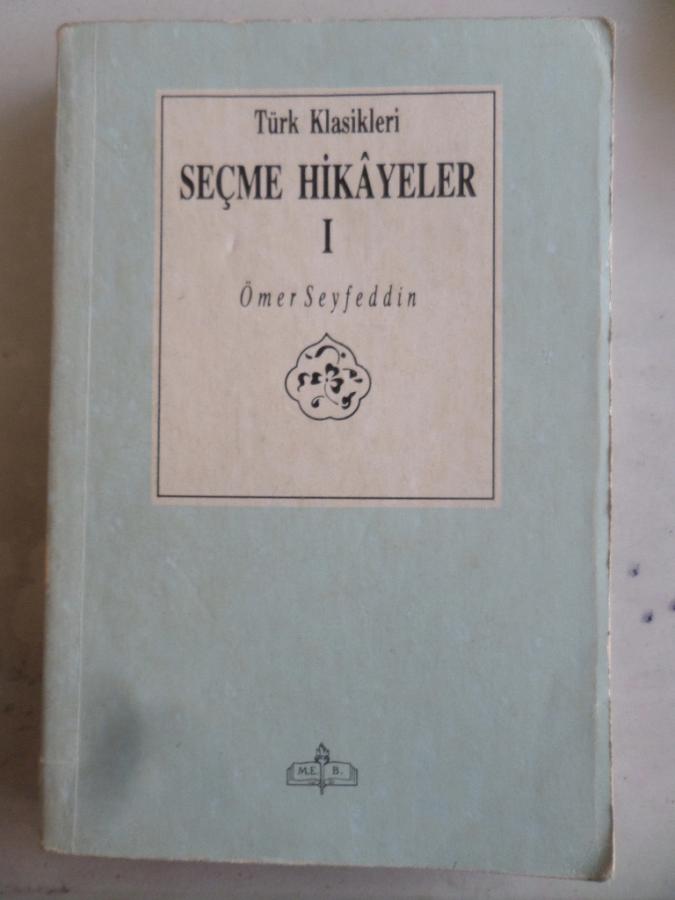 Türk Klasikleri
SEÇME HİKÂYELER
I
Ömer Seyfeddin
M.E. B.